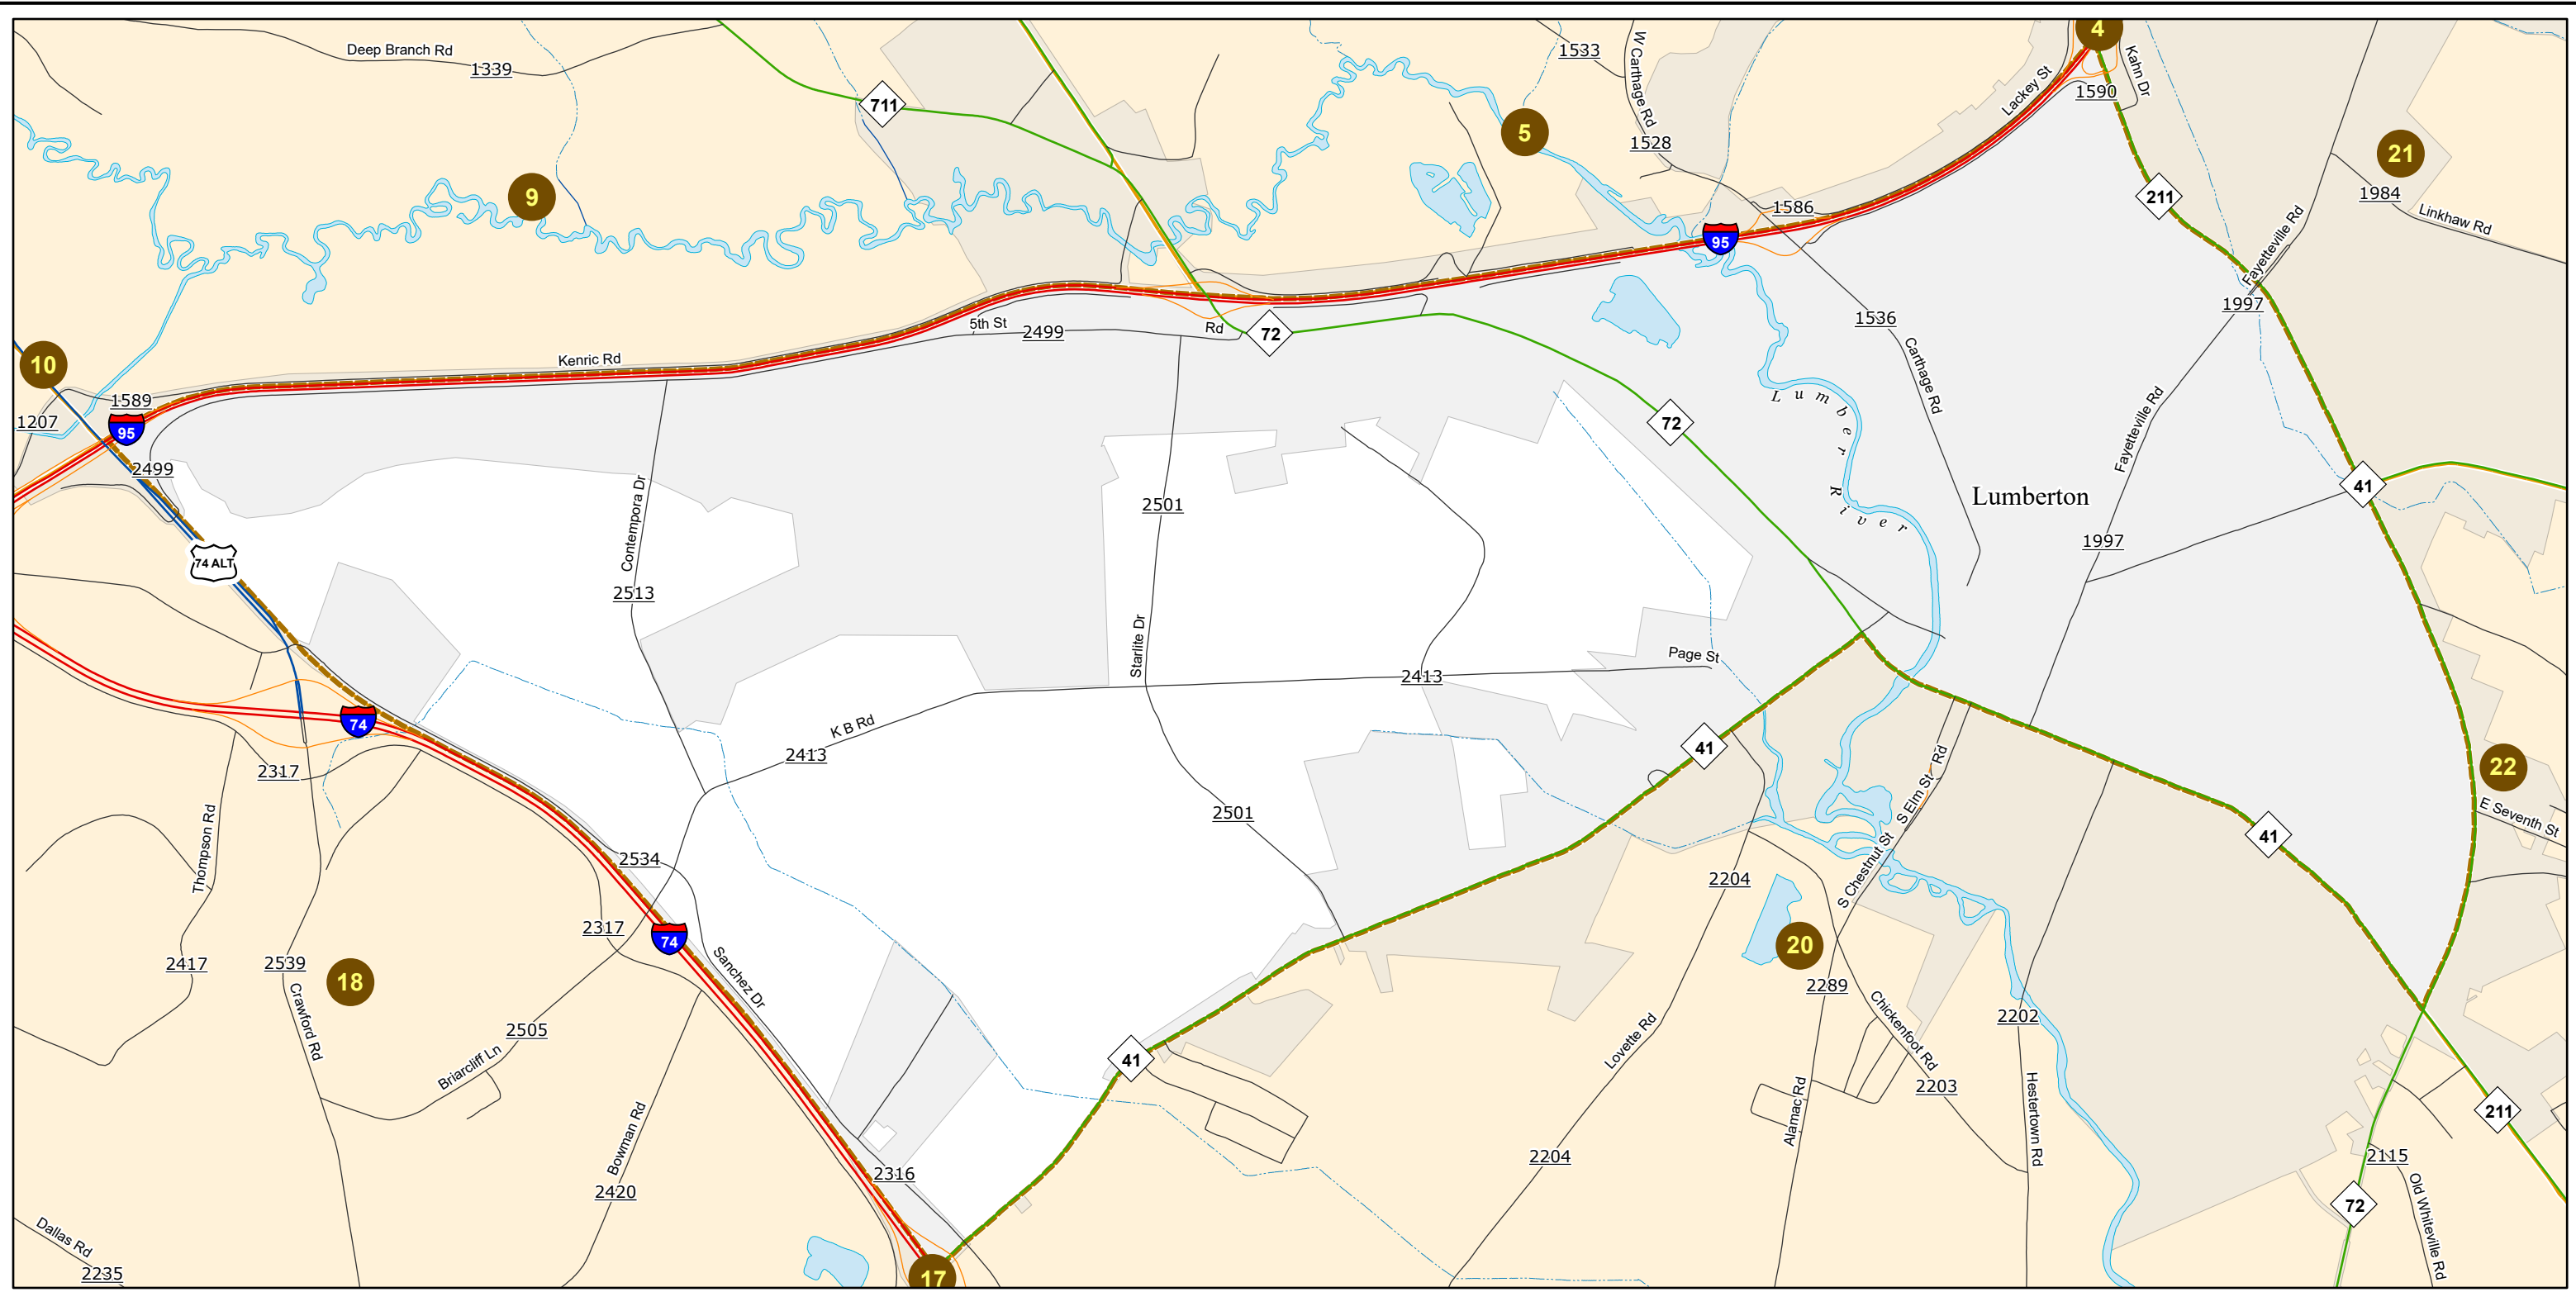 4
Deep Branch Rd
1339
1533
W Carthage Rd
Kahn Dr
Lackey St
1590
711
5
1528
21
9
211
1984
Linkhaw Rd
1586
95
Fayetteville Rd
1997
5th St
2499
Rd
72
1536
Kenric Rd
10
Carthage Rd
1589
1207
95
Lumber
River
72
Fayetteville Rd
2499
Contempora Dr
2501
Lumberton
41
74 ALT
1997
2513
Starlite Dr
Page St
2413
74
K B Rd
2413
41
2317
S Elm St
Rd
22
E Seventh St
2501
41
Thompson Rd
2534
S Chestnut St
2204
2317
74
20
2417
2539
18
Sanchez Dr
2289
Crawford Rd
2505
Briarcliff Ln
Lovette Rd
Chickenfoot Rd
2202
41
2203
Alamac Rd
Hestertown Rd
211
Bowman Rd
2420
2316
2204
2115
Old Whiteville Rd
72
Dallas Rd
2235
17